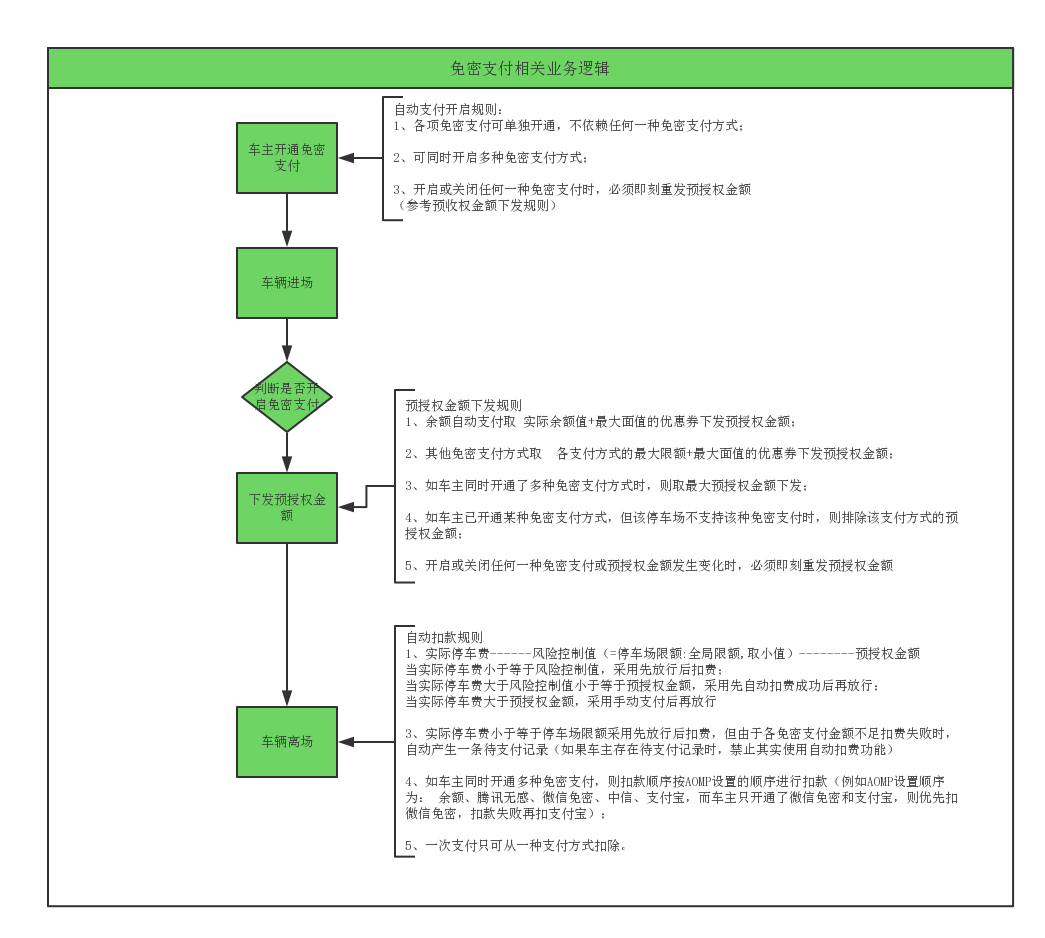 免密支付相关业务逻辑
自动支付开启规则：
1、各项免密支付可单独开通，不依赖任何一种免密支付方式；
2、可同时开启多种免密支付方式；
3、开启或关闭任何一种免密支付时，必须即刻重发预授权金额
（参考预收权金额下发规则）
车主开通免密
支付
车辆进场
判断是否开
启免密支付
预授权金额下发规则
1、余额自动支付取 实际余额值+最大面值的优惠券下发预授权金额；
2、其他免密支付方式取  各支付方式的最大限额+最大面值的优惠券下发预授权金额；
3、如车主同时开通了多种免密支付方式时，则取最大预授权金额下发；
4、如车主已开通某种免密支付方式，但该停车场不支持该种免密支付时，则排除该支付方式的预
授权金额；
5、开启或关闭任何一种免密支付或预授权金额发生变化时，必须即刻重发预授权金额
下发预授权金
额
自动扣款规则
1、实际停车费------风险控制值（=停车场限额:全局限额,取小值）--------预授权金额
当实际停车费小于等于风险控制值，采用先放行后扣费；
当实际停车费大于风险控制值小于等于预授权金额，采用先自动扣费成功后再放行；
当实际停车费大于预授权金额，采用手动支付后再放行
3、实际停车费小于等于停车场限额采用先放行后扣费，但由于各免密支付金额不足扣费失败时，
自动产生一条待支付记录（如果车主存在待支付记录时，禁止其实使用自动扣费功能）
4、如车主同时开通多种免密支付，则扣款顺序按AOMP设置的顺序进行扣款（例如AOMP设置顺序
为： 余额、腾讯无感、微信免密、中信、支付宝，而车主只开通了微信免密和支付宝，则优先扣
微信免密，扣款失败再扣支付宝）；
5、一次支付只可从一种支付方式扣除。
车辆离场